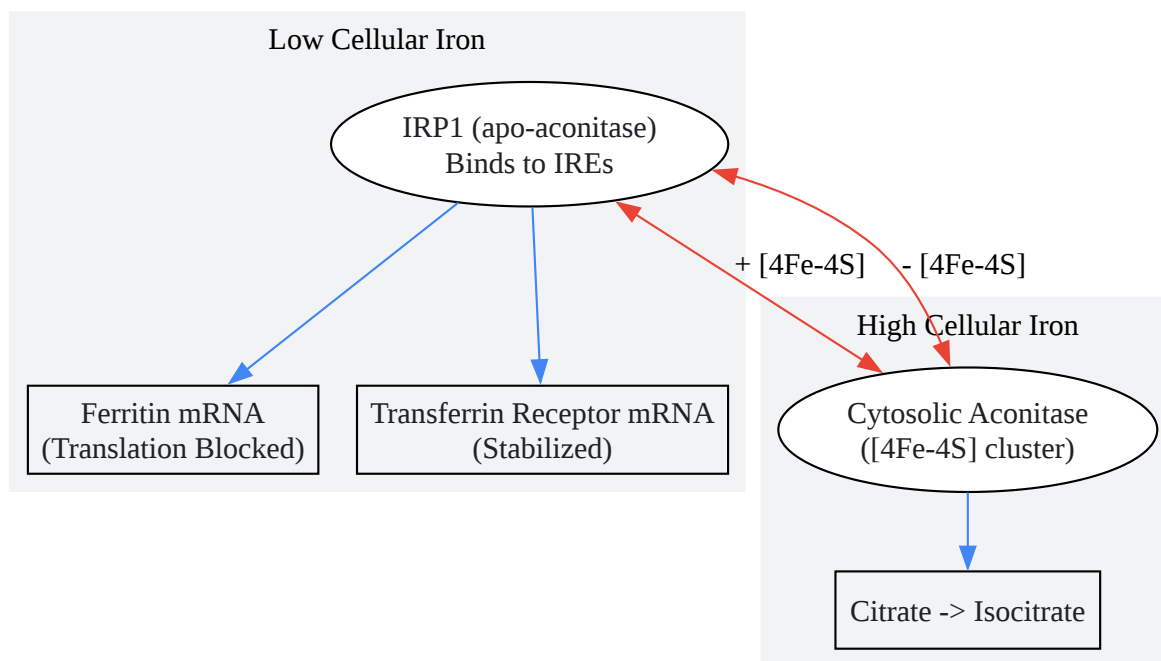 Low Cellular Iron
IRP1 (apo-aconitase)
Binds to IREs
+ [4Fe-4S]
- [4Fe-4S]
High Cellular Iron
Ferritin mRNA
(Translation Blocked)
Transferrin Receptor mRNA
(Stabilized)
Cytosolic Aconitase
([4Fe-4S] cluster)
Citrate -> Isocitrate